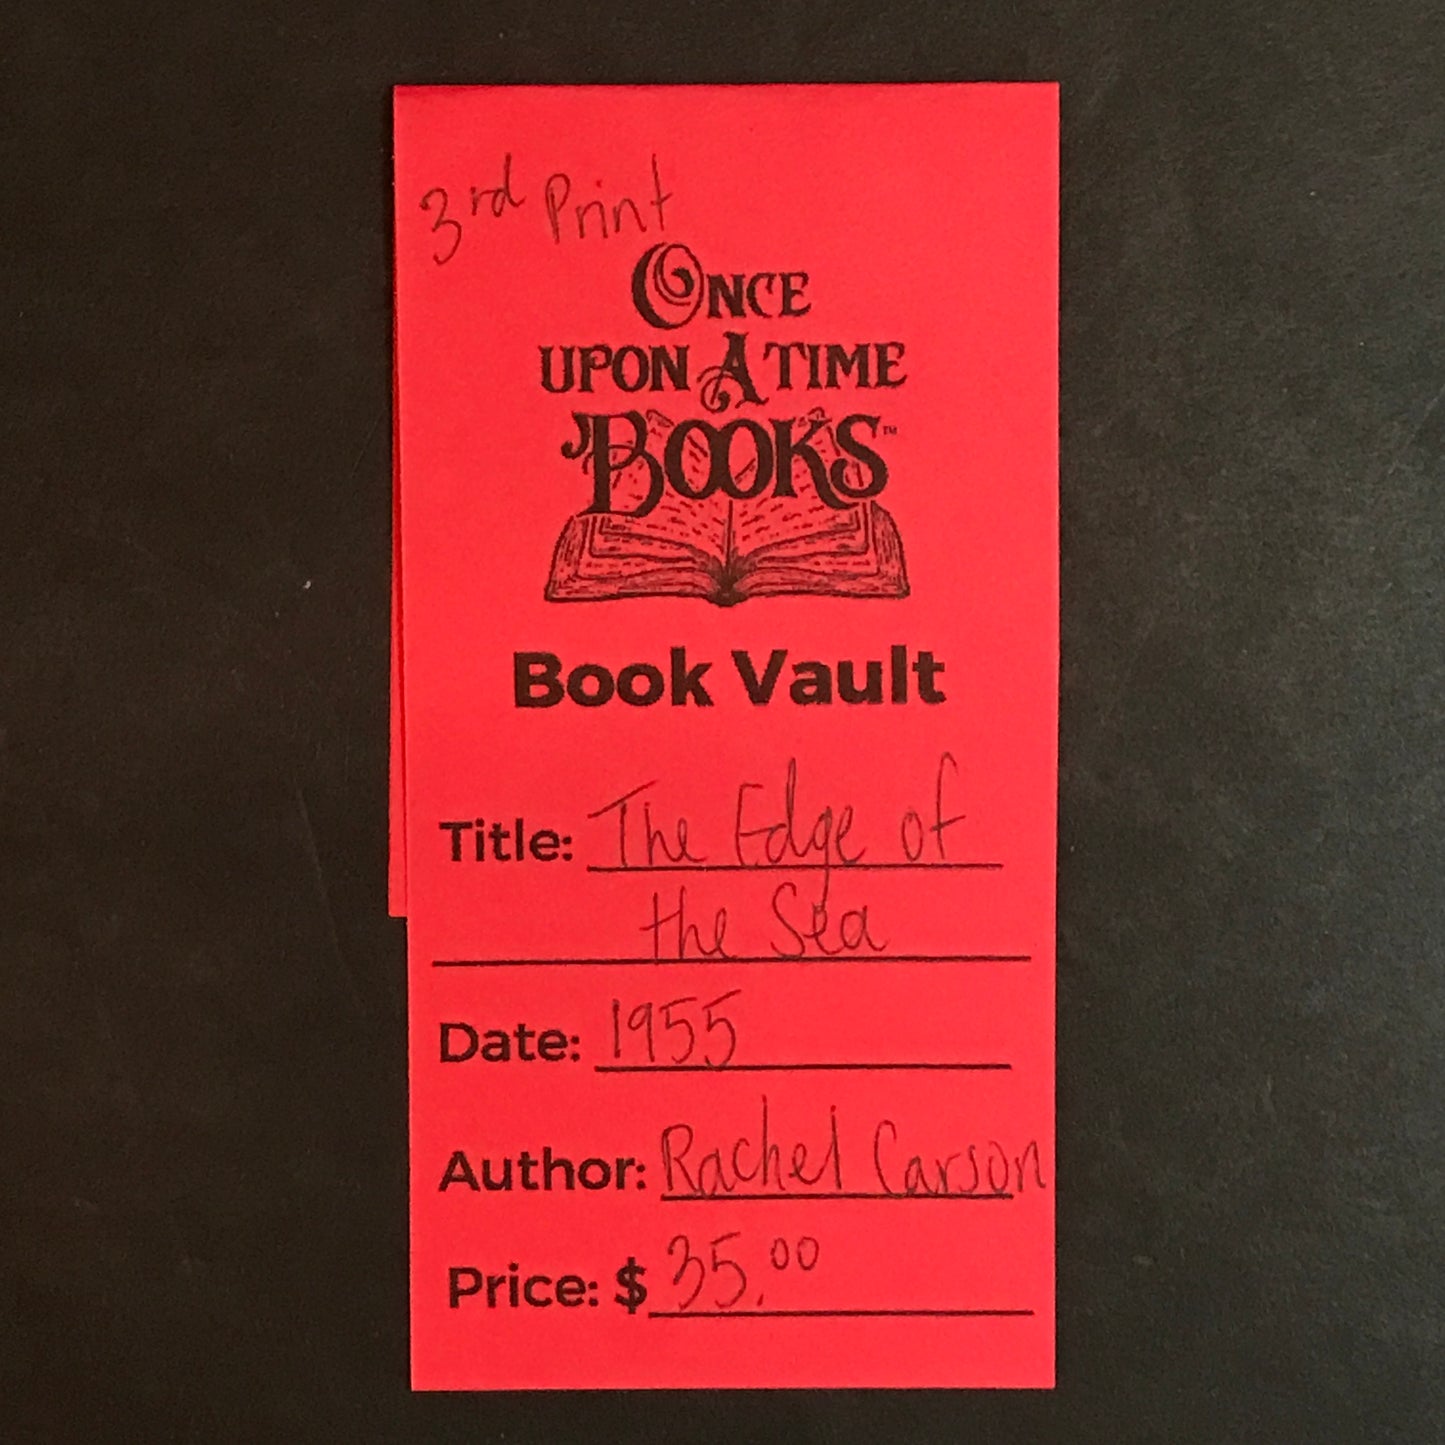 3rd Print
ONCE
UPON A TIME
BOOKS™
Book Vault
Title: The Edge of
the Sea
Date: 1955
Author: Rachel Carson
Price: $ 35.00